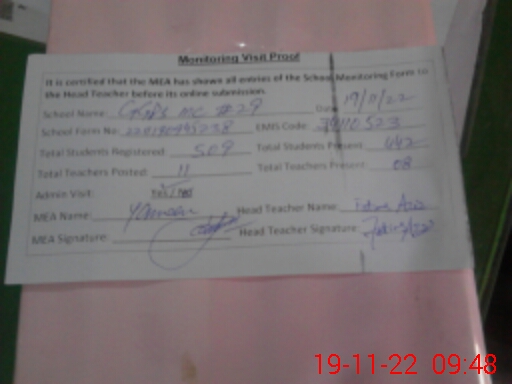 Monitoring Visit Proof
It is certified that the MEA has shown all entries of the School Monitoring Form to
the Head Teacher before its online submission.
School Name: MC #29 Date 19/11/22
School Form No: EMIS Code:
Total Students Registered: 509 Total Students Present: 442
Total Teachers Posted: 11 Total Teachers Present: 08
Admin Visit: Yes / No
MEA Name: Head Teacher Name:
MEA Signature: Head Teacher Signature:
19-11-22 09:48